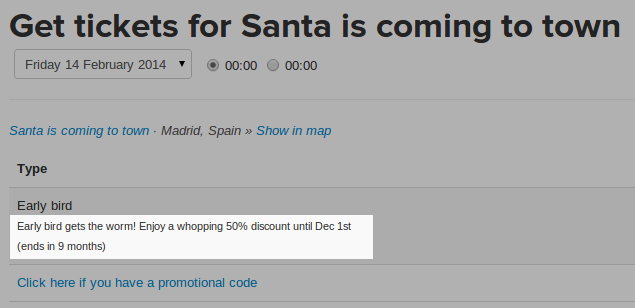 Get tickets for Santa is coming to town
Friday 14 February 2014 00:00 00:00
Santa is coming to town · Madrid, Spain » Show in map
Type
Early bird
Early bird gets the worm! Enjoy a whopping 50% discount until Dec 1st
(ends in 9 months)
Click here if you have a promotional code